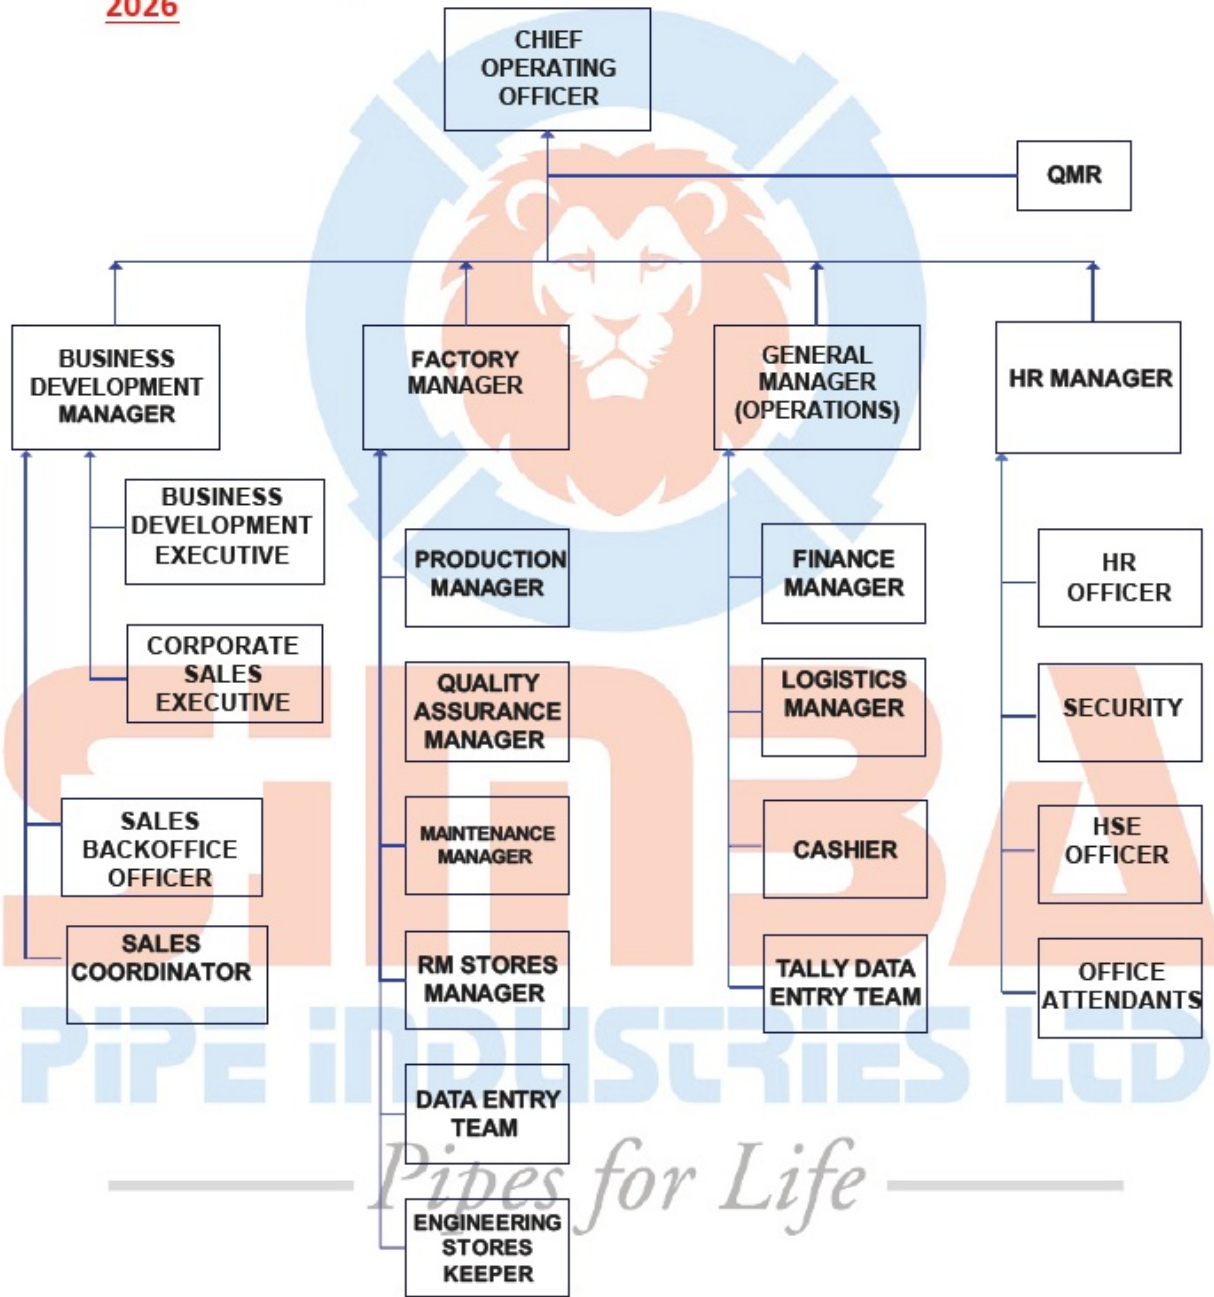 2026
CHIEF
OPERATING
OFFICER
QMR
BUSINESS
DEVELOPMENT
MANAGER
FACTORY
MANAGER
GENERAL
MANAGER
(OPERATIONS)
HR MANAGER
BUSINESS
DEVELOPMENT
EXECUTIVE
CORPORATE
SALES
EXECUTIVE
SALES
BACKOFFICE
OFFICER
SALES
COORDINATOR
PRODUCTION
MANAGER
QUALITY
ASSURANCE
MANAGER
MAINTENANCE
MANAGER
RM STORES
MANAGER
DATA ENTRY
TEAM
ENGINEERING
STORES
KEEPER
FINANCE
MANAGER
LOGISTICS
MANAGER
CASHIER
TALLY DATA
ENTRY TEAM
HR
OFFICER
SECURITY
HSE
OFFICER
OFFICE
ATTENDANTS
SiMBA
PiPE iNDUSTRiES LTD
Pipes for Life